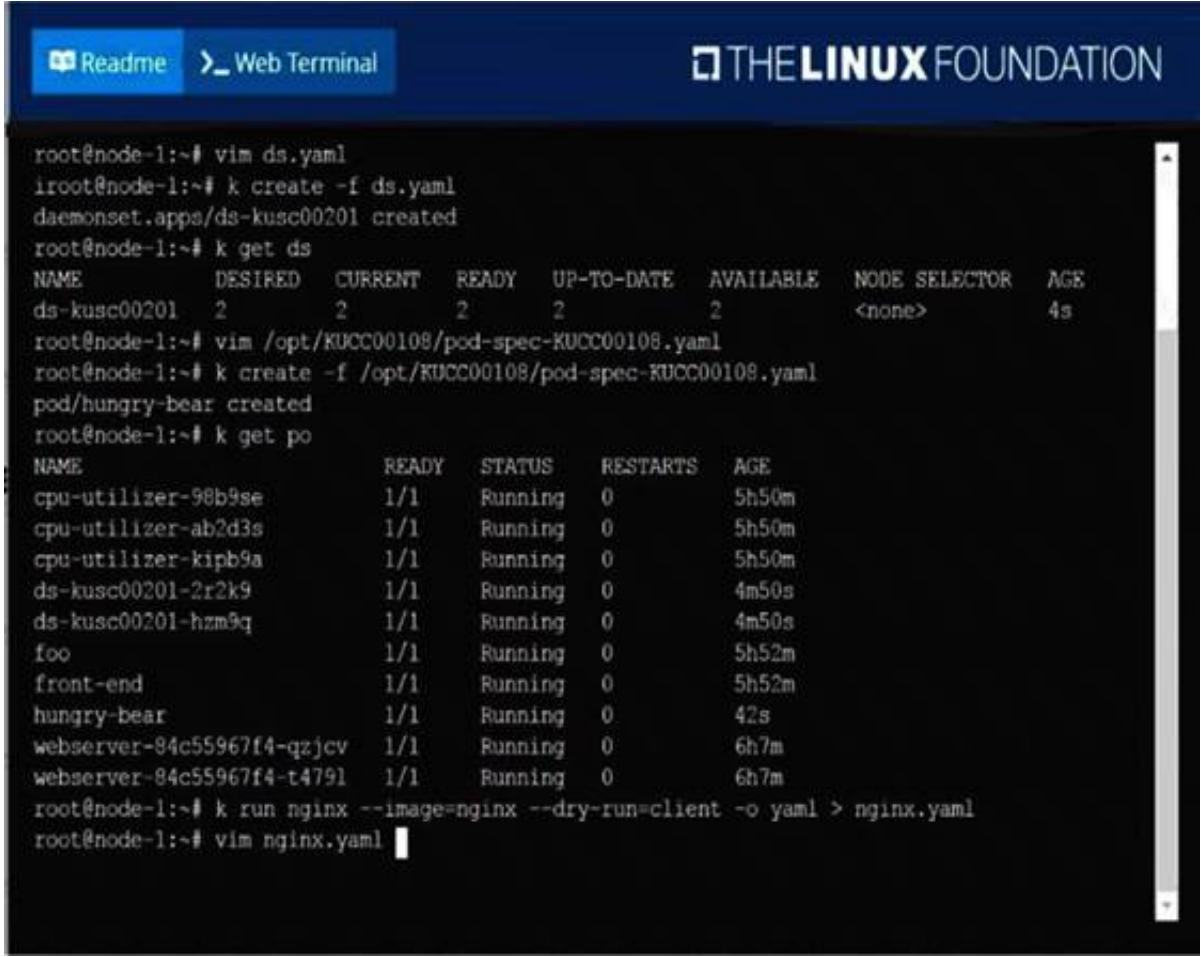 Readme >_ Web Terminal THE LINUX FOUNDATION
root@node-1:~# vim ds.yaml
iroot@node-1:~# k create -f ds.yaml
daemonset.apps/ds-kusc00201 created
root@node-1:~# k get ds
NAME DESIRED CURRENT READY UP-TO-DATE AVAILABLE NODE SELECTOR AGE
ds-kusc00201 2 2 2 2 2 <none> 4s
root@node-1:~# vim /opt/KUCC00108/pod-spec-KUCC00108.yaml
root@node-1:~# k create -f /opt/KUCC00108/pod-spec-KUCC00108.yaml
pod/hungry-bear created
root@node-1:~# k get po
NAME READY STATUS RESTARTS AGE
cpu-utilizer-98b9se 1/1 Running 0 5h50m
cpu-utilizer-ab2d3s 1/1 Running 0 5h50m
cpu-utilizer-kipb9a 1/1 Running 0 5h50m
ds-kusc00201-2r2k9 1/1 Running 0 4m50s
ds-kusc00201-hzm9q 1/1 Running 0 4m50s
foo 1/1 Running 0 5h52m
front-end 1/1 Running 0 5h52m
hungry-bear 1/1 Running 0 42s
webserver-84c55967f4-qzjcv 1/1 Running 0 6h7m
webserver-84c55967f4-t479l 1/1 Running 0 6h7m
root@node-1:~# k run nginx --image=nginx --dry-run=client -o yaml > nginx.yaml
root@node-1:~# vim nginx.yaml